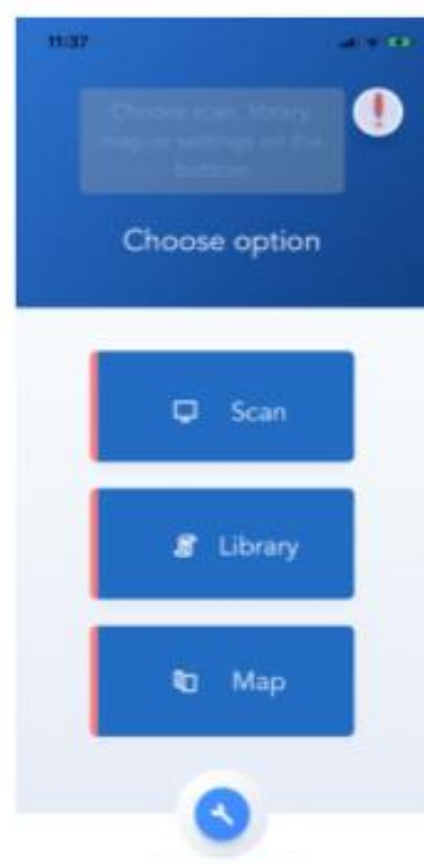 11:37
Choose scan, library,
map or settings on the
bottom
Choose option
Scan
Library
Map